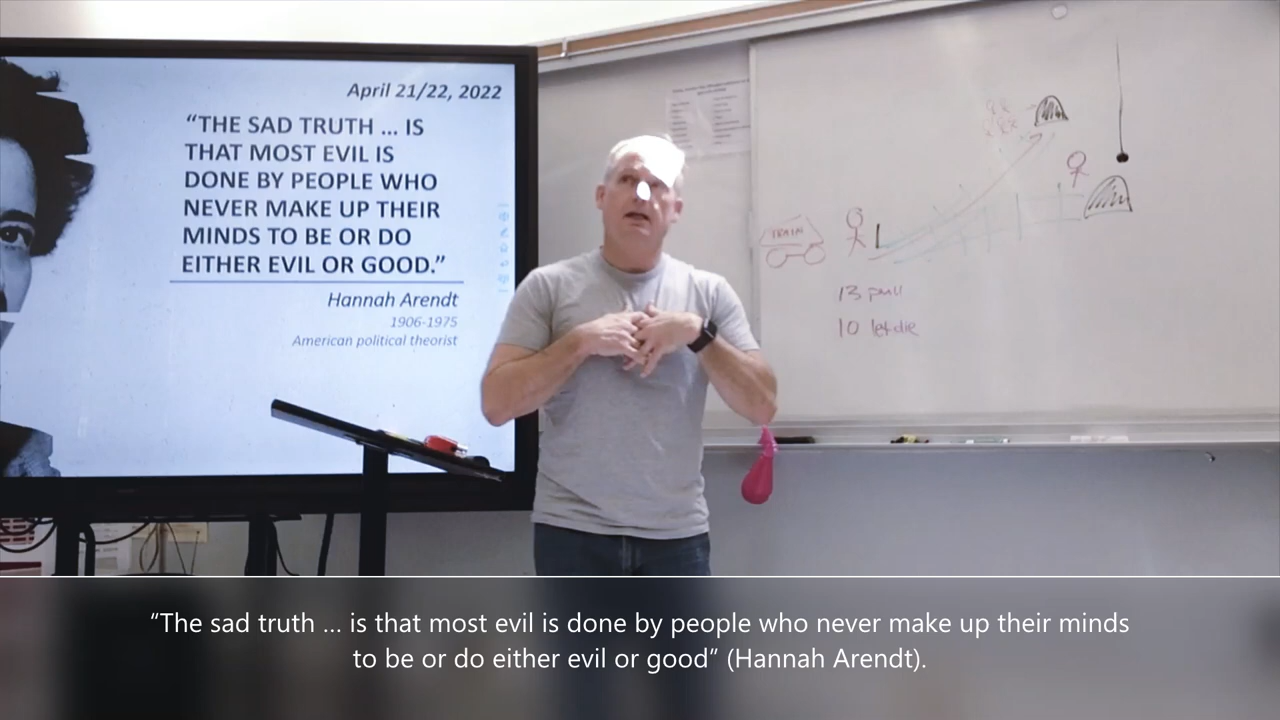 April 21/22, 2022
“THE SAD TRUTH ... IS
THAT MOST EVIL IS
DONE BY PEOPLE WHO
NEVER MAKE UP THEIR
MINDS TO BE OR DO
EITHER EVIL OR GOOD.”
Hannah Arendt
1906-1975
American political theorist
TRAIN
13 pull
10 let die
“The sad truth ... is that most evil is done by people who never make up their minds
to be or do either evil or good” (Hannah Arendt).